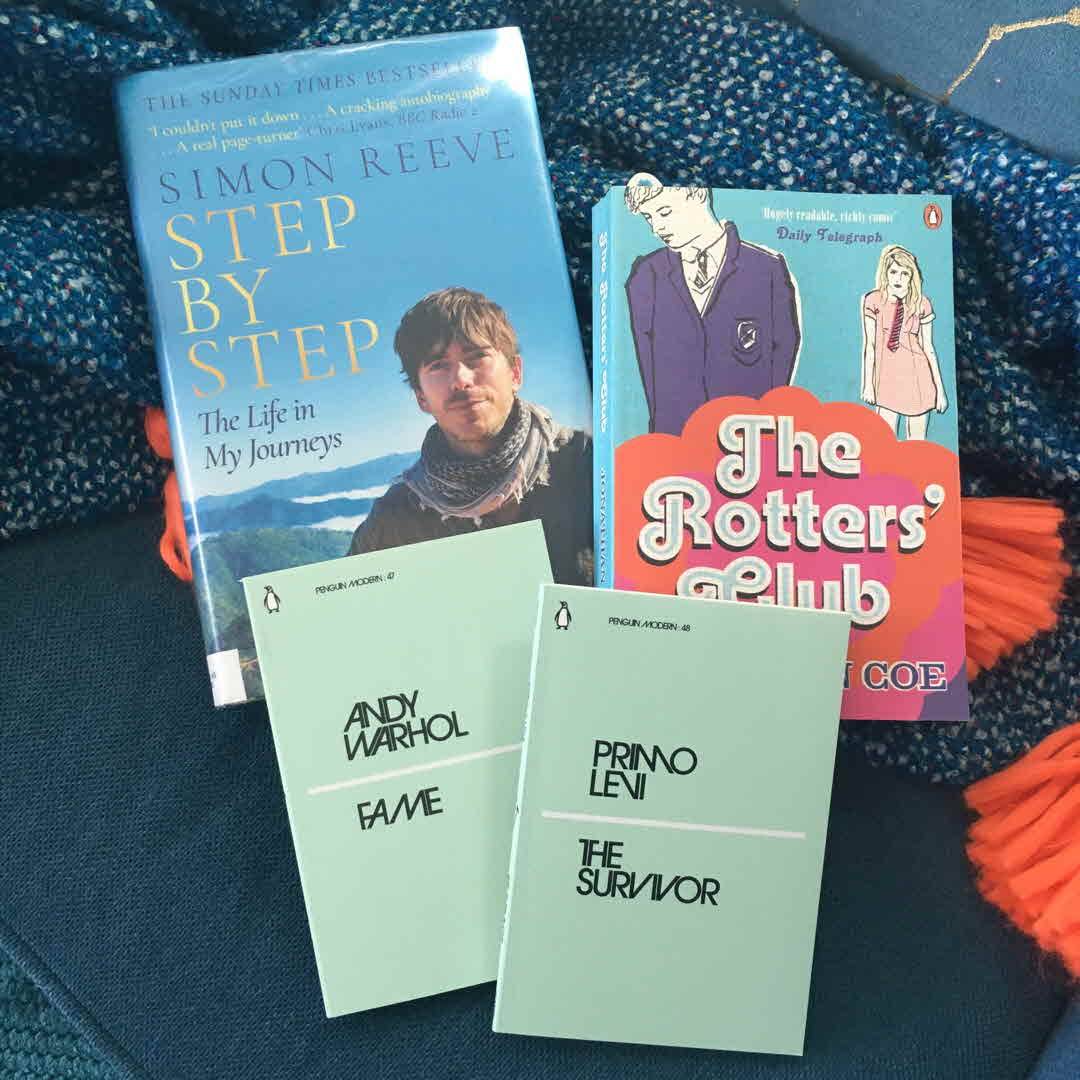 THE SUNDAY TIMES BESTSELLER
'I couldn't put it down . . . A cracking autobiography
. . . A real page-turner' Chris Evans, BBC Radio 2
SIMON REEVE
STEP
BY
STEP
The Life in
My Journeys
'Hugely readable, richly comic'
Daily Telegraph
The
Rotters'
Club
COE
The Rotters' Club
JONATHAN
PENGUIN MODERN : 47
ANDY
WARHOL
FAME
PENGUIN MODERN : 48
PRIMO
LEVI
THE
SURVIVOR